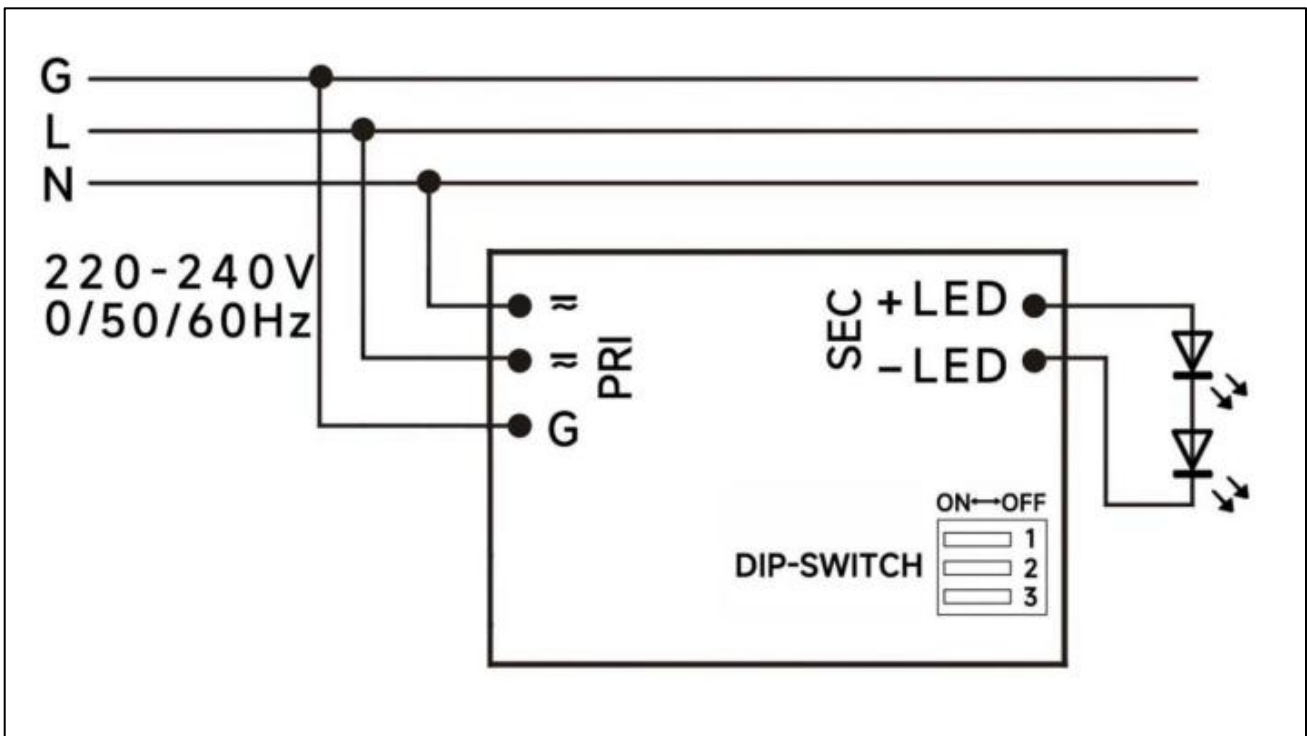 G
L
N
220-240V
0/50/60Hz
≂
≂
G
PRI
SEC
+LED
-LED
ON↔OFF
DIP-SWITCH
1
2
3